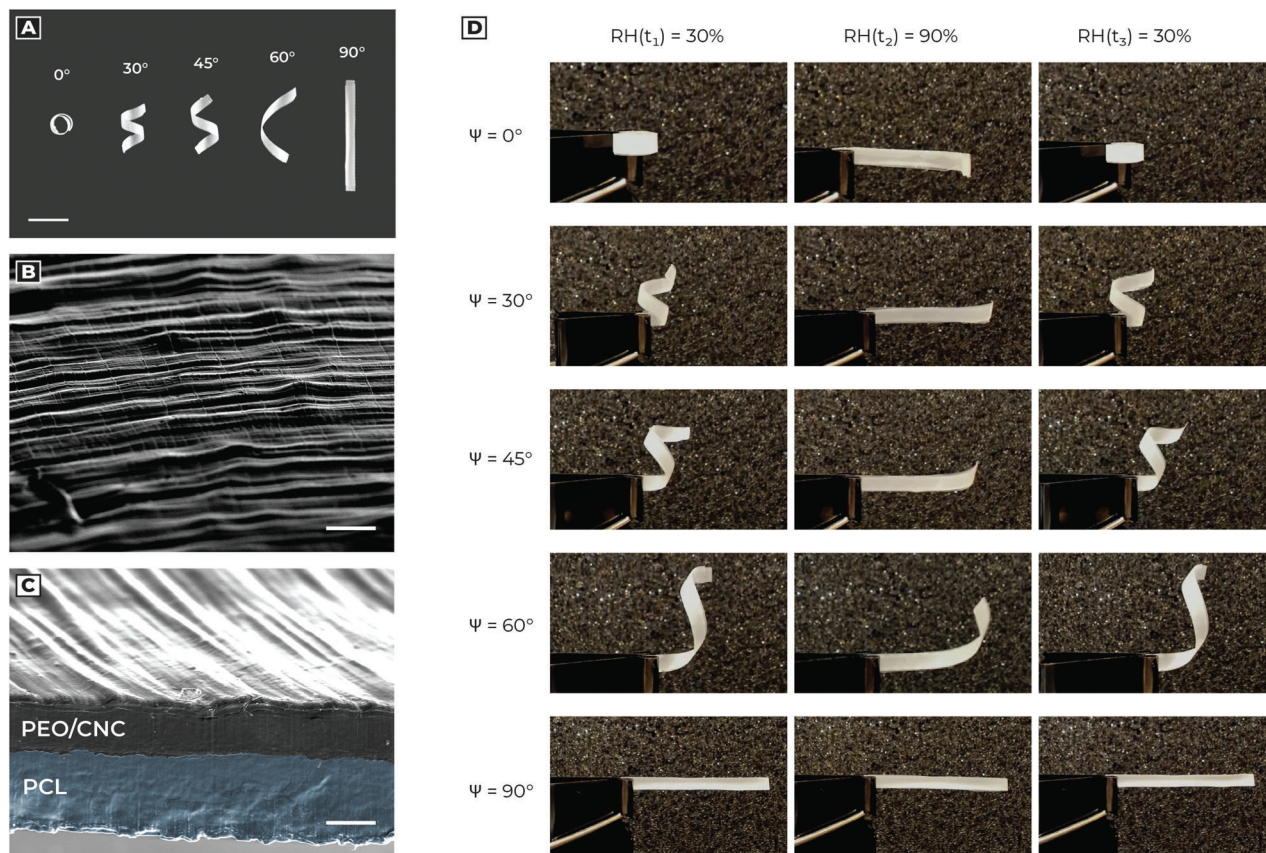 A
0°
30°
45°
60°
90°
B
C
PEO/CNC
PCL
D
RH(t₁) = 30%
RH(t₂) = 90%
RH(t₃) = 30%
Ψ = 0°
Ψ = 30°
Ψ = 45°
Ψ = 60°
Ψ = 90°